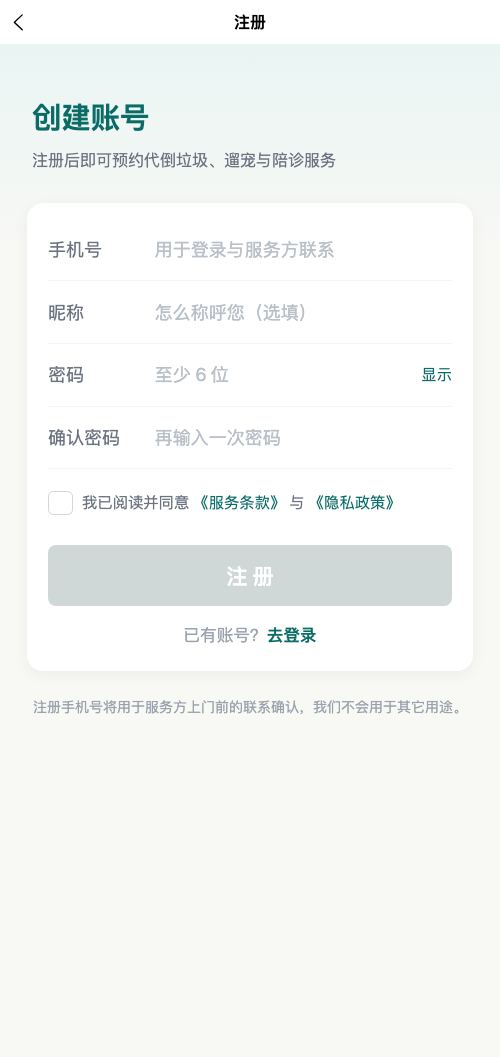 注册
创建账号
注册后即可预约代倒垃圾、遛宠与陪诊服务
手机号 用于登录与服务方联系
昵称 怎么称呼您（选填）
密码 至少 6 位 显示
确认密码 再输入一次密码
我已阅读并同意 《服务条款》 与 《隐私政策》
注 册
已有账号? 去登录
注册手机号将用于服务方上门前的联系确认，我们不会用于其它用途。